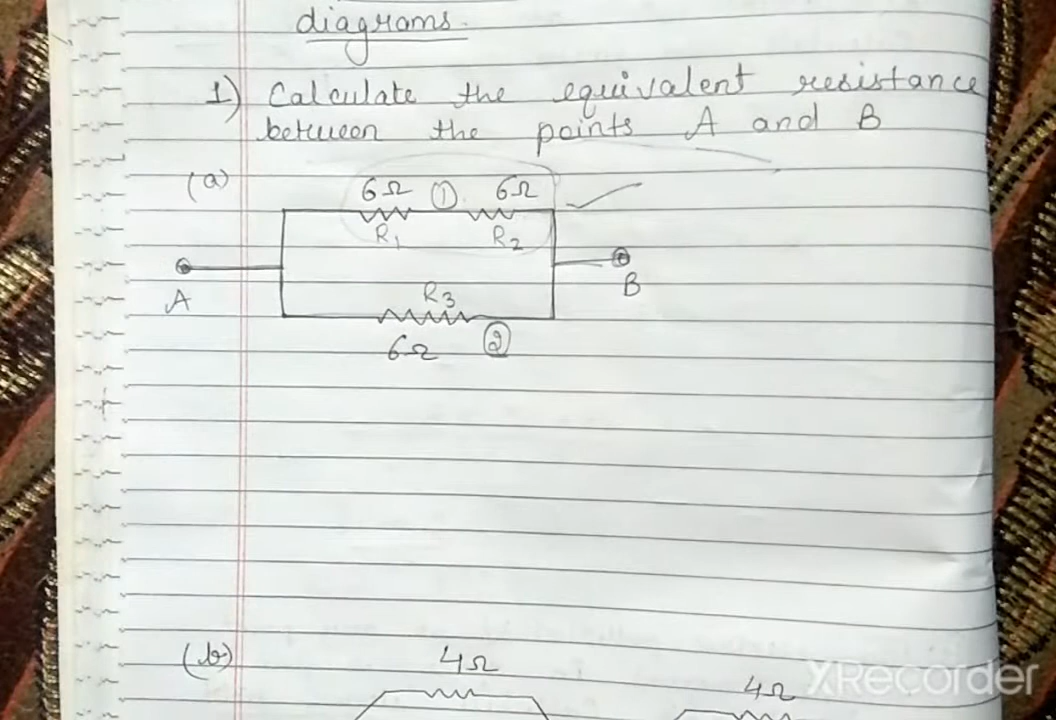 diagrams.
1) Calculate the equivalent resistance
between the points A and B
(a)
6Ω ① 6Ω
R₁ R₂
A B
R₃
6Ω ②
(b) 4Ω
4Ω
XRecorder